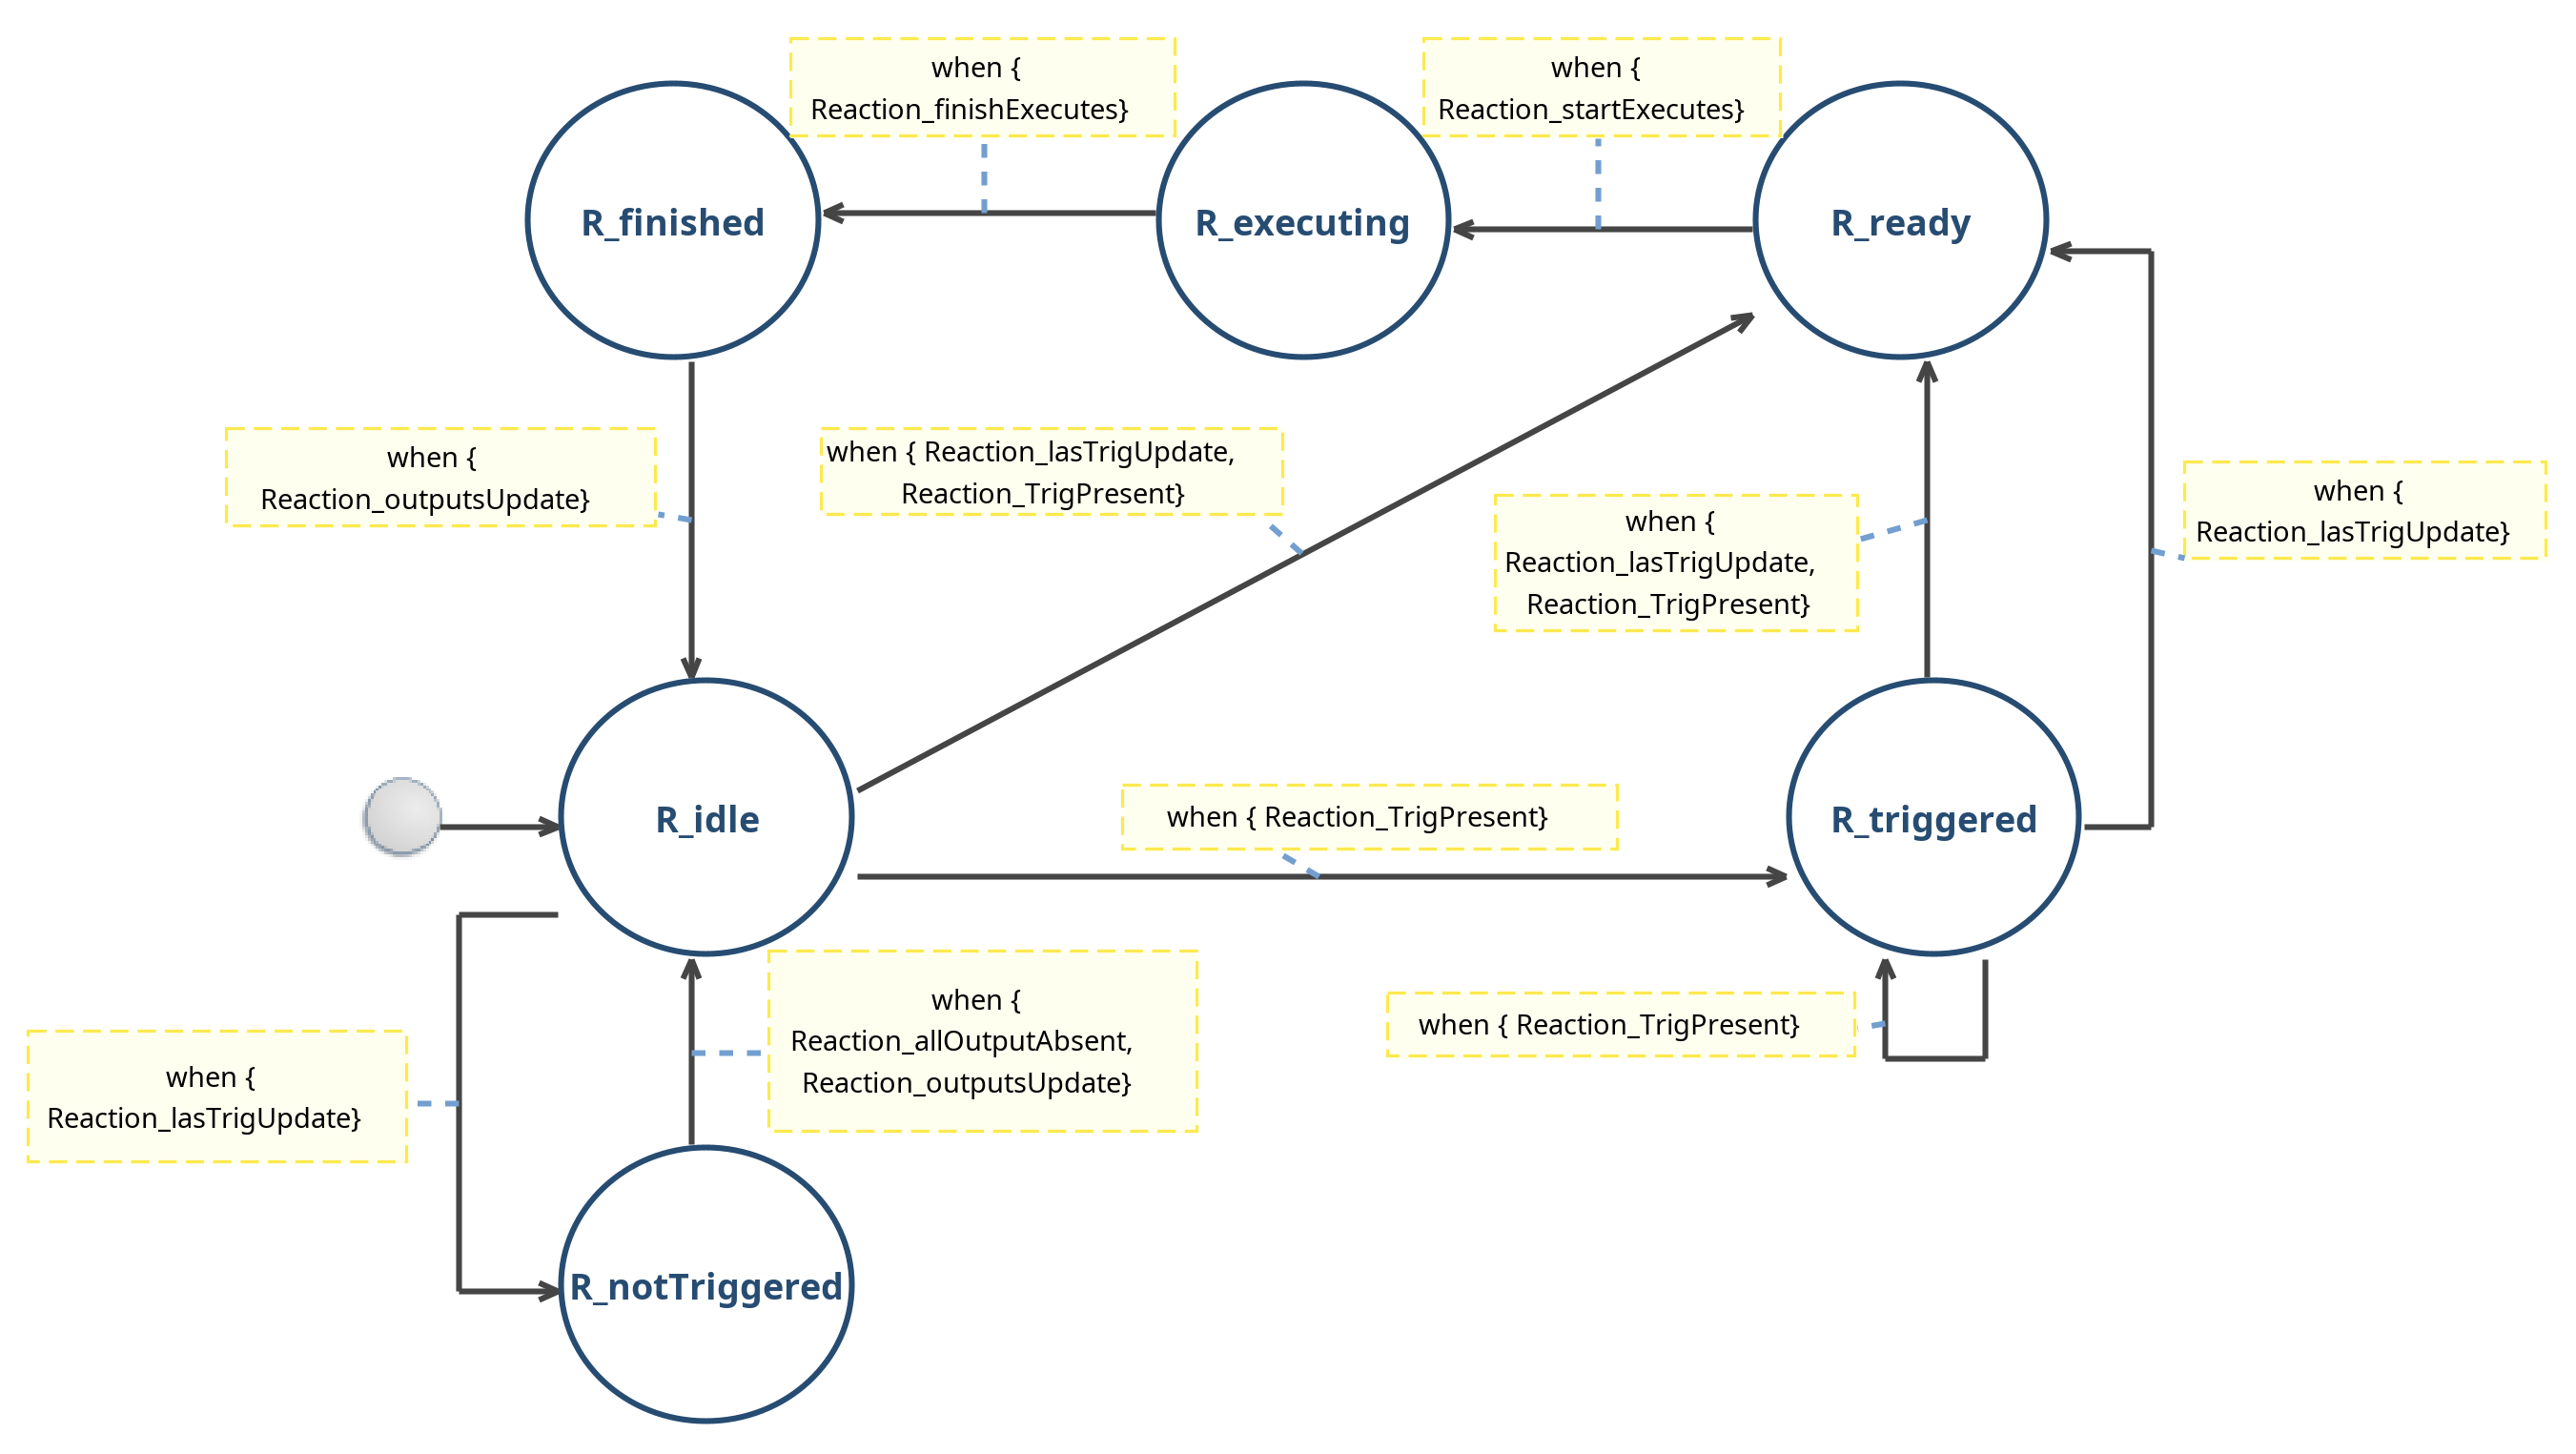 when {
Reaction_finishExecutes}
when {
Reaction_startExecutes}
R_finished
R_executing
R_ready
when {
Reaction_outputsUpdate}
when { Reaction_lasTrigUpdate,
Reaction_TrigPresent}
when {
Reaction_lasTrigUpdate,
Reaction_TrigPresent}
when {
Reaction_lasTrigUpdate}
R_idle
when { Reaction_TrigPresent}
R_triggered
when {
Reaction_allOutputAbsent,
Reaction_outputsUpdate}
when { Reaction_TrigPresent}
when {
Reaction_lasTrigUpdate}
R_notTriggered